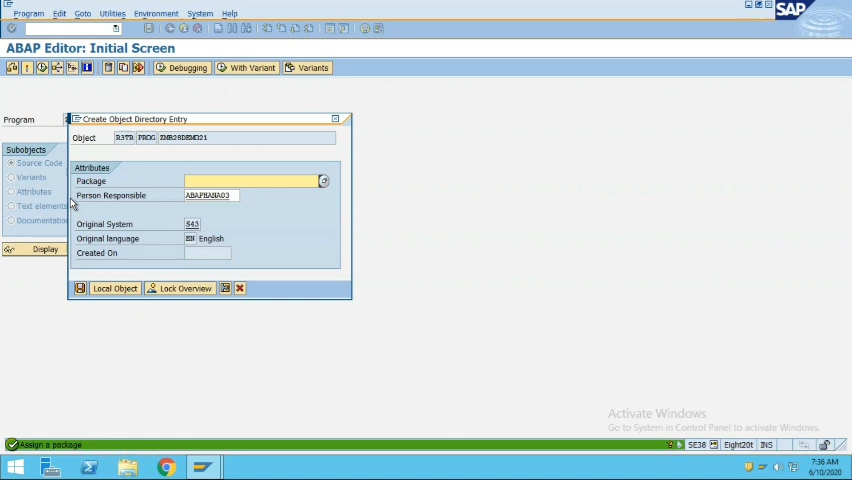 Program Edit Goto Utilities Environment System Help
SAP
ABAP Editor: Initial Screen
Debugging With Variant Variants
Program
Create Object Directory Entry
Object R3TR PROG ZMB28DEMO21
Subobjects
Source Code
Variants
Attributes
Text elements
Documentation
Display
Attributes
Package
Person Responsible ABAPHANA03
Original System S43
Original language EN English
Created On
Local Object Lock Overview
Activate Windows
Go to System in Control Panel to activate Windows.
Assign a package
SE38 Eight20t INS
7:36 AM
6/10/2020